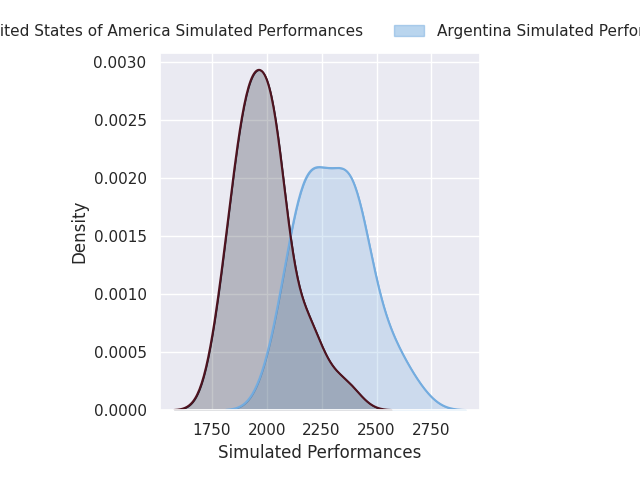 ited States of America Simulated Performances Argentina Simulated Perfor
0.0030
0.0025
0.0020
0.0015
0.0010
0.0005
0.0000
Density
1750 2000 2250 2500 2750
Simulated Performances